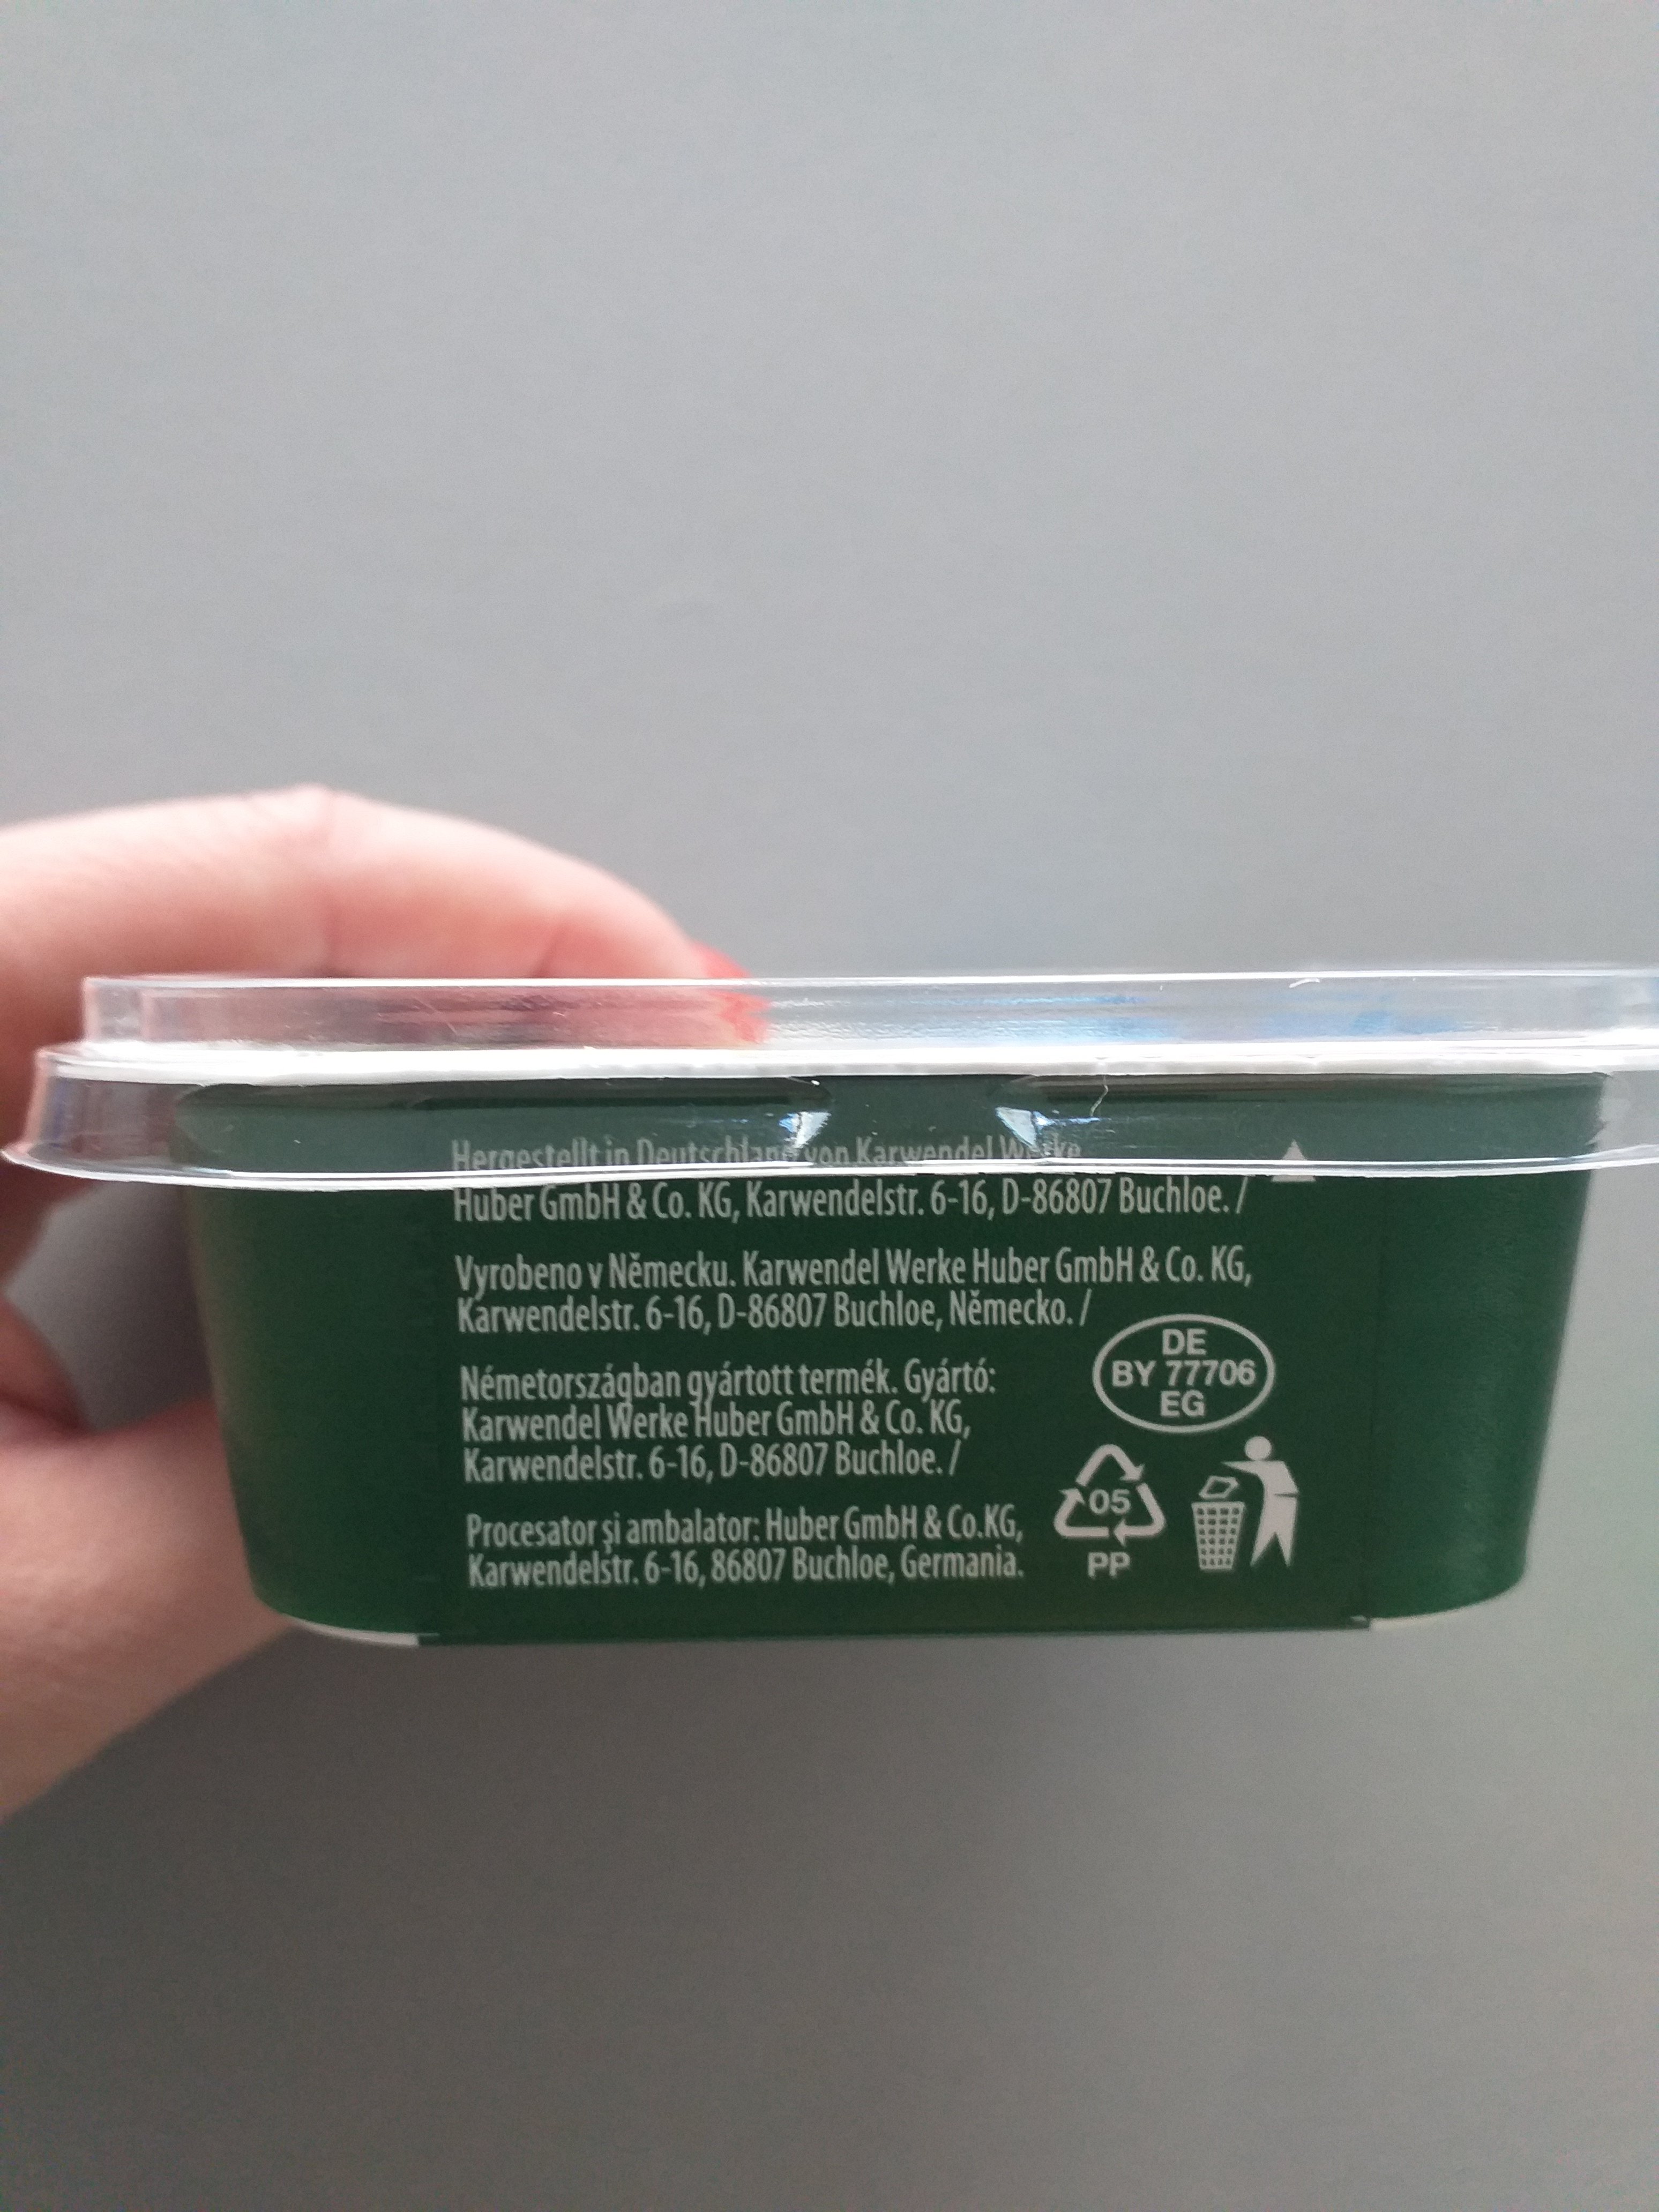 Hergestellt in Deutschland von Karwendel Werke
Huber GmbH & Co. KG, Karwendelstr. 6-16, D-86807 Buchloe. /
Vyrobeno v Německu. Karwendel Werke Huber GmbH & Co. KG,
Karwendelstr. 6-16, D-86807 Buchloe, Německo. /
Németországban gyártott termék. Gyártó:
Karwendel Werke Huber GmbH & Co. KG,
Karwendelstr. 6-16, D-86807 Buchloe. /
Procesator și ambalator: Huber GmbH & Co.KG,
Karwendelstr. 6-16, 86807 Buchloe, Germania.
DE
BY 77706
EG
05
PP